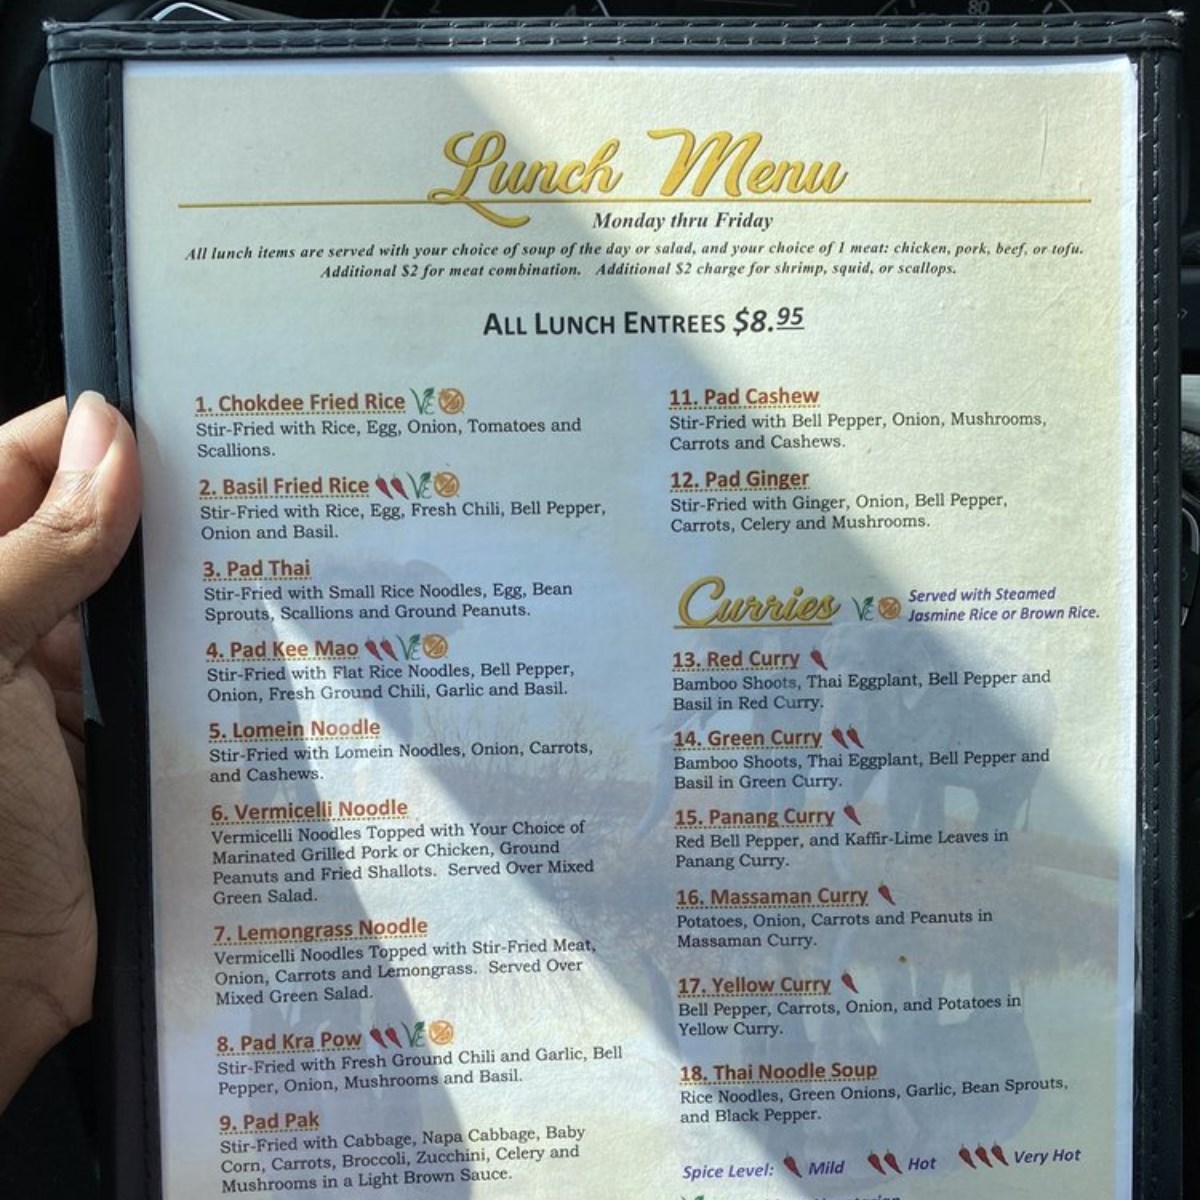 Lunch Menu
Monday thru Friday
All lunch items are served with your choice of soup of the day or salad, and your choice of 1 meat: chicken, pork, beef, or tofu.
Additional $2 for meat combination. Additional $2 charge for shrimp, squid, or scallops.
ALL LUNCH ENTREES $8.95
1. Chokdee Fried Rice
Stir-Fried with Rice, Egg, Onion, Tomatoes and
Scallions.
2. Basil Fried Rice
Stir-Fried with Rice, Egg, Fresh Chili, Bell Pepper,
Onion and Basil.
3. Pad Thai
Stir-Fried with Small Rice Noodles, Egg, Bean
Sprouts, Scallions and Ground Peanuts.
4. Pad Kee Mao
Stir-Fried with Flat Rice Noodles, Bell Pepper,
Onion, Fresh Ground Chili, Garlic and Basil.
5. Lomein Noodle
Stir-Fried with Lomein Noodles, Onion, Carrots,
and Cashews.
6. Vermicelli Noodle
Vermicelli Noodles Topped with Your Choice of
Marinated Grilled Pork or Chicken, Ground
Peanuts and Fried Shallots. Served Over Mixed
Green Salad.
7. Lemongrass Noodle
Vermicelli Noodles Topped with Stir-Fried Meat,
Onion, Carrots and Lemongrass. Served Over
Mixed Green Salad.
8. Pad Kra Pow
Stir-Fried with Fresh Ground Chili and Garlic, Bell
Pepper, Onion, Mushrooms and Basil.
9. Pad Pak
Stir-Fried with Cabbage, Napa Cabbage, Baby
Corn, Carrots, Broccoli, Zucchini, Celery and
Mushrooms in a Light Brown Sauce.
11. Pad Cashew
Stir-Fried with Bell Pepper, Onion, Mushrooms,
Carrots and Cashews.
12. Pad Ginger
Stir-Fried with Ginger, Onion, Bell Pepper,
Carrots, Celery and Mushrooms.
Curries
Served with Steamed
Jasmine Rice or Brown Rice.
13. Red Curry
Bamboo Shoots, Thai Eggplant, Bell Pepper and
Basil in Red Curry.
14. Green Curry
Bamboo Shoots, Thai Eggplant, Bell Pepper and
Basil in Green Curry.
15. Panang Curry
Red Bell Pepper, and Kaffir-Lime Leaves in
Panang Curry.
16. Massaman Curry
Potatoes, Onion, Carrots and Peanuts in
Massaman Curry.
17. Yellow Curry
Bell Pepper, Carrots, Onion, and Potatoes in
Yellow Curry.
18. Thai Noodle Soup
Rice Noodles, Green Onions, Garlic, Bean Sprouts,
and Black Pepper.
Spice Level: Mild Hot Very Hot